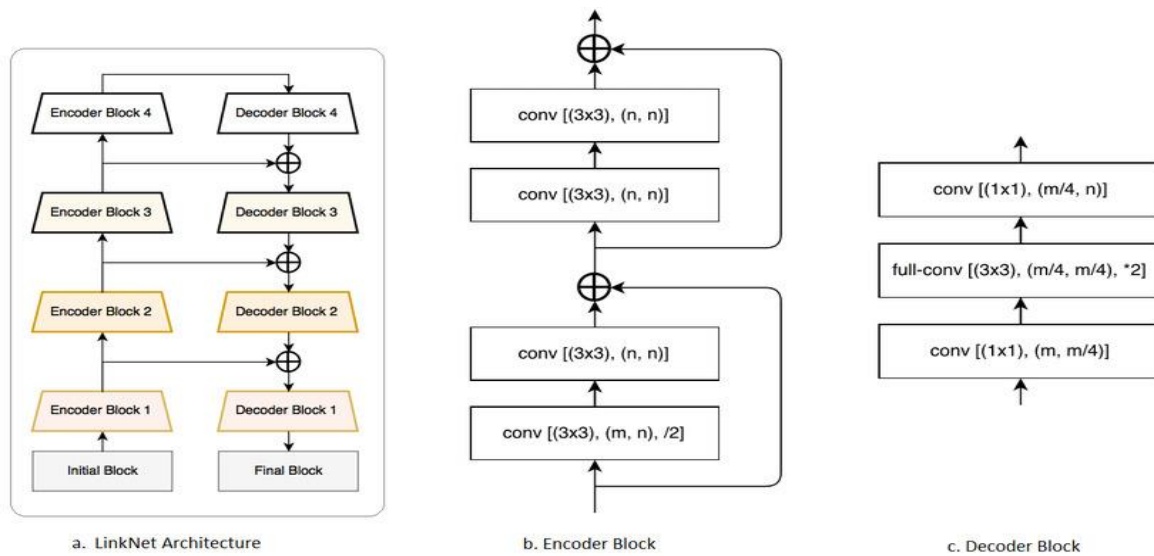 Encoder Block 4
Decoder Block 4
Encoder Block 3
Decoder Block 3
Encoder Block 2
Decoder Block 2
Encoder Block 1
Decoder Block 1
Initial Block
Final Block
a. LinkNet Architecture
conv [(3x3), (n, n)]
conv [(3x3), (n, n)]
conv [(3x3), (n, n)]
conv [(3x3), (m, n), /2]
b. Encoder Block
conv [(1x1), (m/4, n)]
full-conv [(3x3), (m/4, m/4), *2]
conv [(1x1), (m, m/4)]
c. Decoder Block